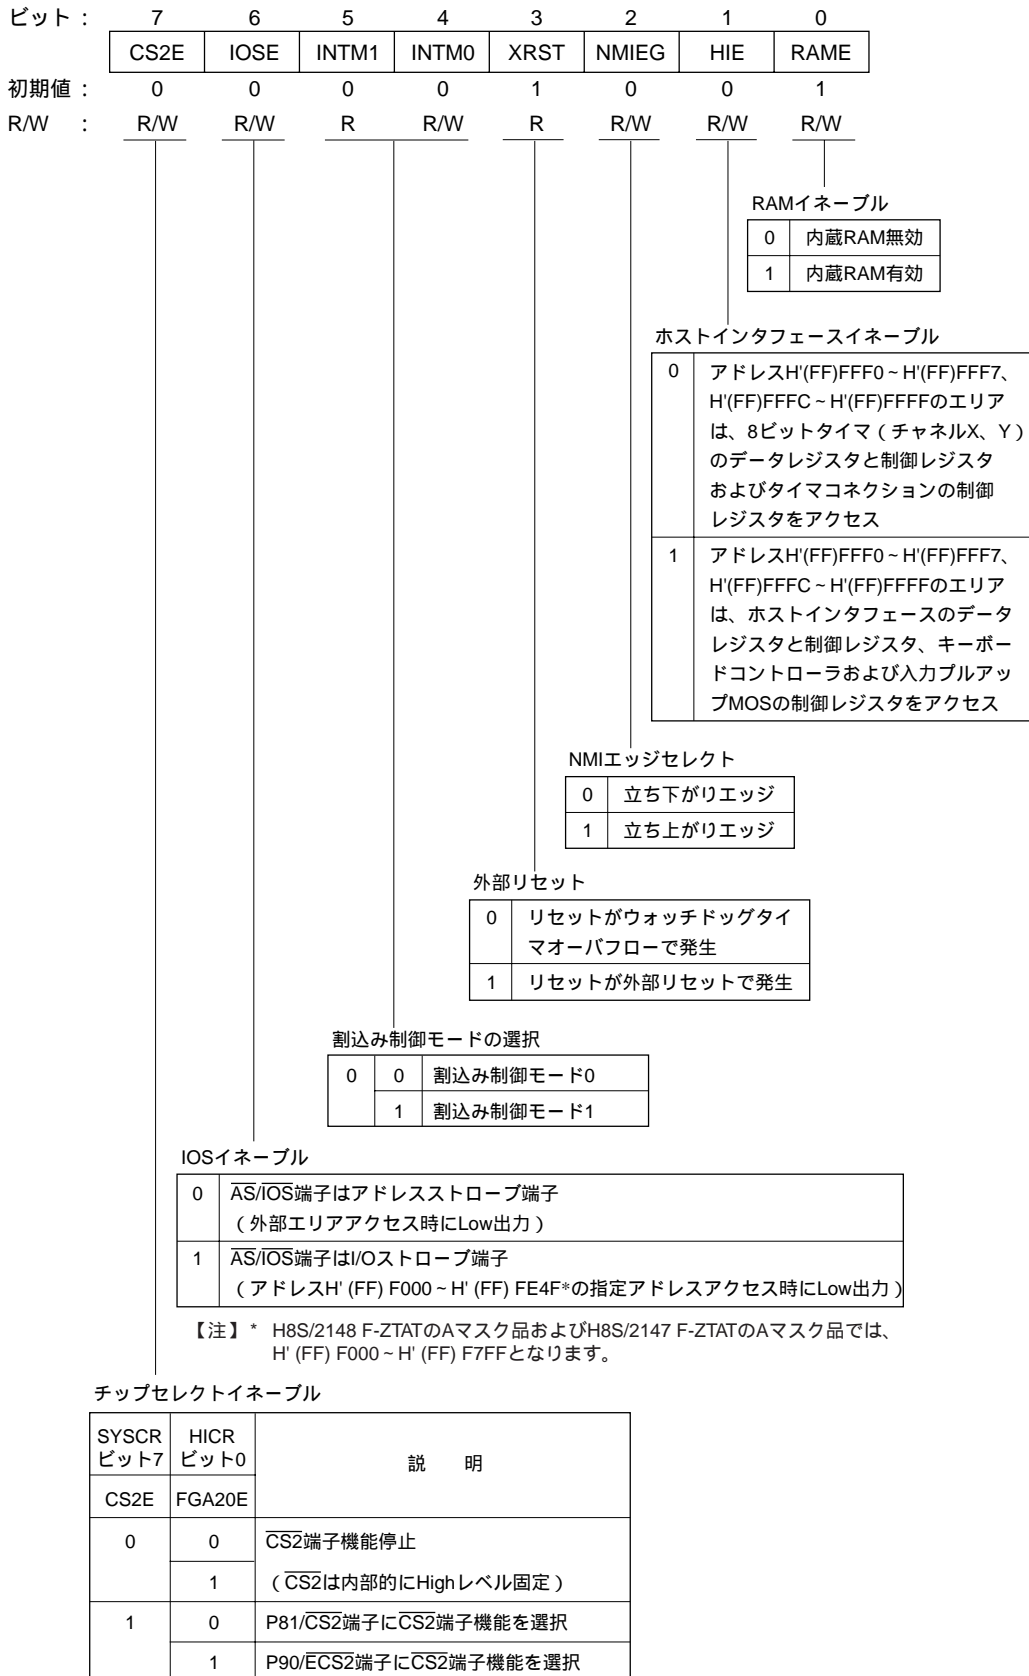 ビット : 7 6 5 4 3 2 1 0
CS2E IOSE INTM1 INTM0 XRST NMIEG HIE RAME
初期値 : 0 0 0 0 1 0 0 1
R/W : R/W R/W R R/W R R/W R/W R/W
RAMイネーブル
0 内蔵RAM無効
1 内蔵RAM有効
ホストインタフェースイネーブル
0 アドレスH'(FF)FFF0~H'(FF)FFF7、
H'(FF)FFFC~H'(FF)FFFFのエリア
は、8ビットタイマ(チャネルX、Y)
のデータレジスタと制御レジスタ
およびタイマコネクションの制御
レジスタをアクセス
1 アドレスH'(FF)FFF0~H'(FF)FFF7、
H'(FF)FFFC~H'(FF)FFFFのエリア
は、ホストインタフェースのデータ
レジスタと制御レジスタ、キーボー
ドコントローラおよび入力プルアッ
プMOSの制御レジスタをアクセス
NMIエッジセレクト
0 立ち下がりエッジ
1 立ち上がりエッジ
外部リセット
0 リセットがウォッチドッグタイ
マオーバフローで発生
1 リセットが外部リセットで発生
割込み制御モードの選択
0 0 割込み制御モード0
1 割込み制御モード1
IOSイネーブル
0 A̅S̅/I̅O̅S̅端子はアドレスストローブ端子
(外部エリアアクセス時にLow出力)
1 A̅S̅/I̅O̅S̅端子はI/Oストローブ端子
(アドレスH' (FF) F000~H' (FF) FE4F*の指定アドレスアクセス時にLow出力)
【注】* H8S/2148 F-ZTATのAマスク品およびH8S/2147 F-ZTATのAマスク品では、
H' (FF) F000~H' (FF) F7FFとなります。
チップセレクトイネーブル
SYSCR HICR 説 明
ビット7 ビット0
CS2E FGA20E
0 0 C̅S̅2̅端子機能停止
1 (C̅S̅2̅は内部的にHighレベル固定)
1 0 P81/C̅S̅2̅端子にC̅S̅2̅端子機能を選択
1 P90/E̅C̅S̅2̅端子にC̅S̅2̅端子機能を選択